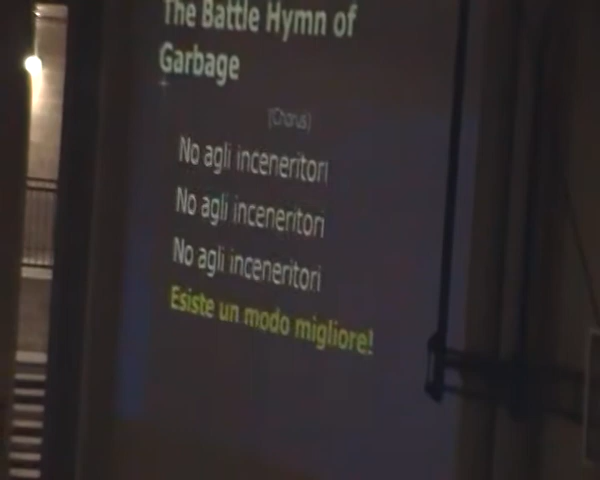 The Battle Hymn of
Garbage
(Chorus)
No agli inceneritori
No agli inceneritori
No agli inceneritori
Esiste un modo migliore!